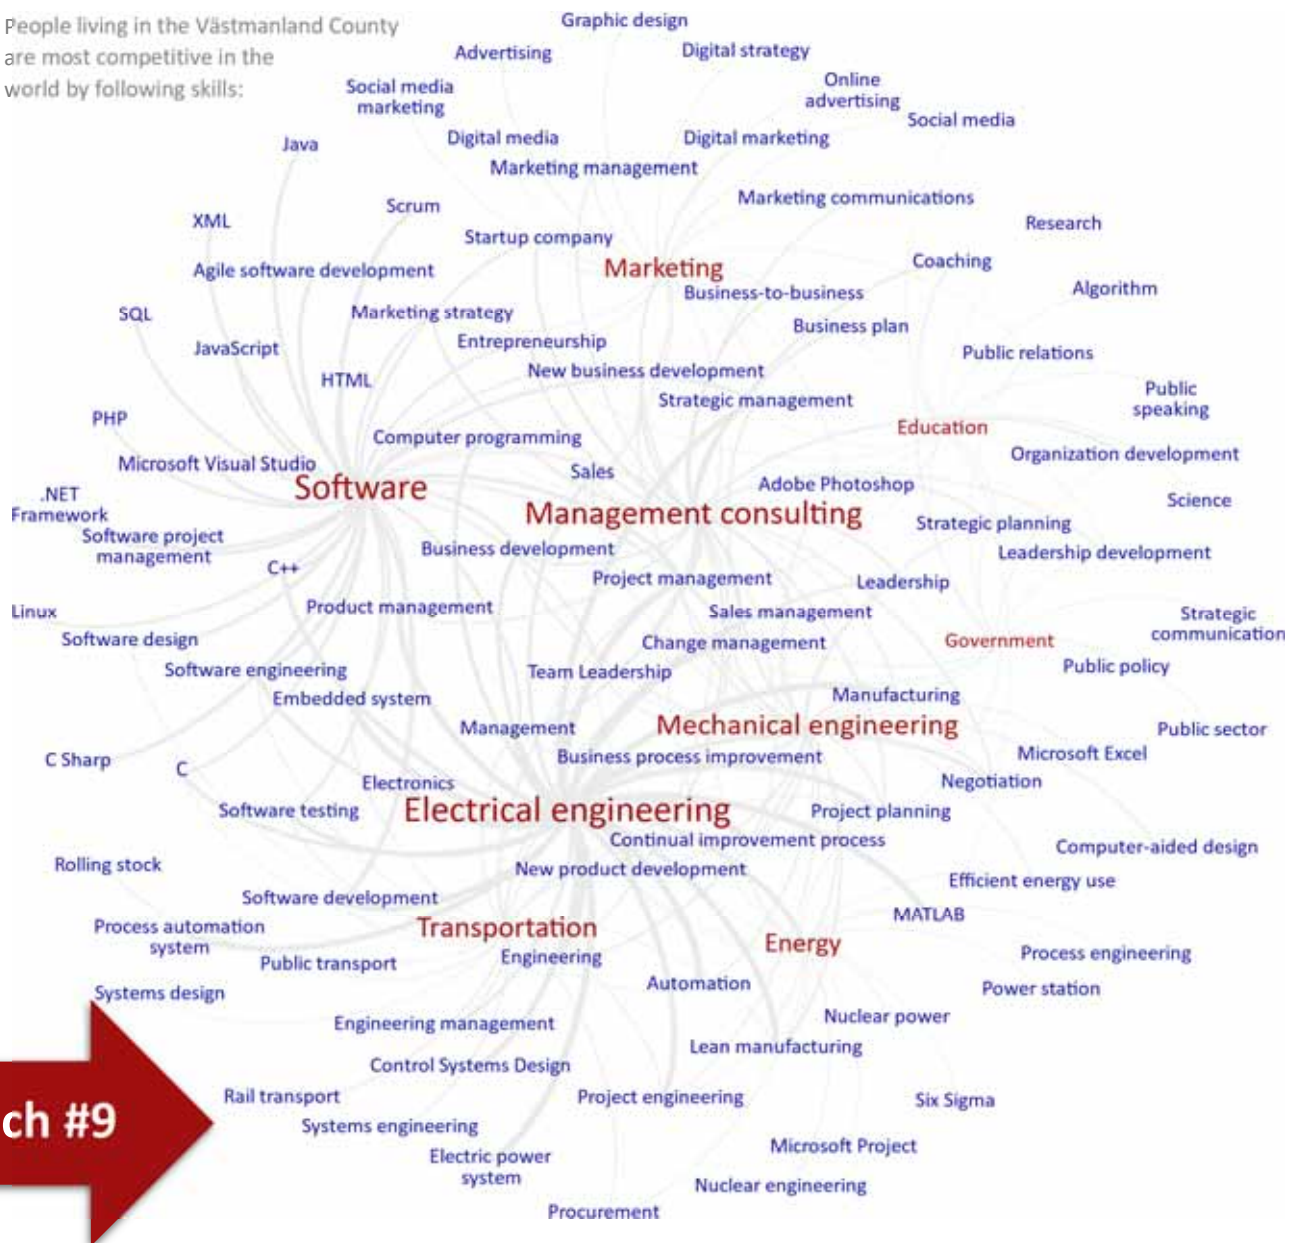 People living in the Västmanland County
are most competitive in the
world by following skills:
Graphic design
Advertising
Digital strategy
Social media
marketing
Online
advertising
Social media
Java
Digital media
Digital marketing
Marketing management
Marketing communications
Scrum
XML
Research
Startup company
Coaching
Marketing
Agile software development
Business-to-business
Algorithm
SQL
Marketing strategy
Business plan
JavaScript
Entrepreneurship
Public relations
New business development
HTML
Strategic management
Public
speaking
PHP
Education
Computer programming
Organization development
Microsoft Visual Studio
Sales
Software
Adobe Photoshop
.NET
Framework
Science
Management consulting
Strategic planning
Software project
management
Business development
Leadership development
C++
Project management
Leadership
Linux
Product management
Sales management
Strategic
communication
Software design
Change management
Government
Software engineering
Team Leadership
Public policy
Embedded system
Manufacturing
Management
Mechanical engineering
Public sector
C Sharp
C
Business process improvement
Microsoft Excel
Electronics
Negotiation
Software testing
Electrical engineering
Project planning
Continual improvement process
Computer-aided design
Rolling stock
New product development
Efficient energy use
Software development
MATLAB
Process automation
system
Transportation
Energy
Public transport
Engineering
Process engineering
Automation
Systems design
Power station
Engineering management
Nuclear power
Lean manufacturing
Control Systems Design
Rail transport
Project engineering
Six Sigma
ch #9
Systems engineering
Microsoft Project
Electric power
system
Nuclear engineering
Procurement